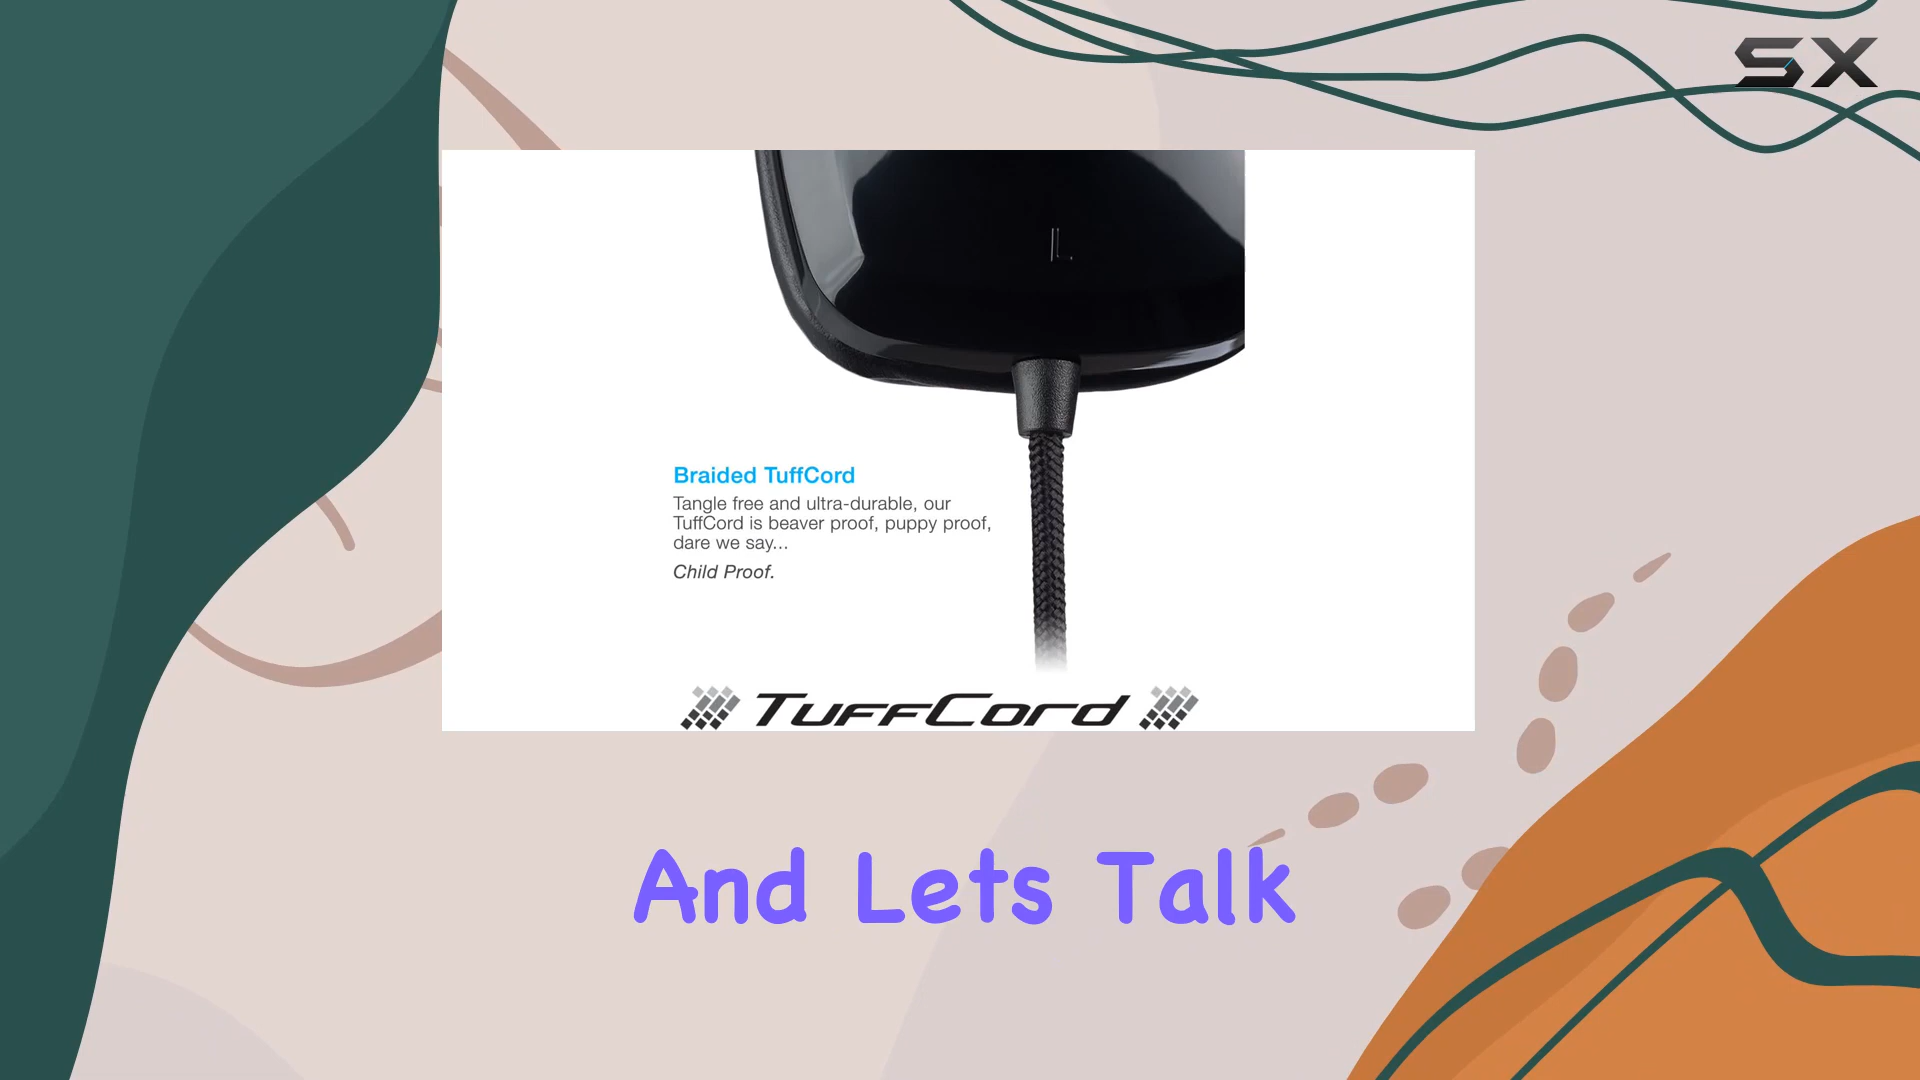 SX
L
Braided TuffCord
Tangle free and ultra-durable, our
TuffCord is beaver proof, puppy proof,
dare we say...
Child Proof.
TuffCord
And Lets Talk